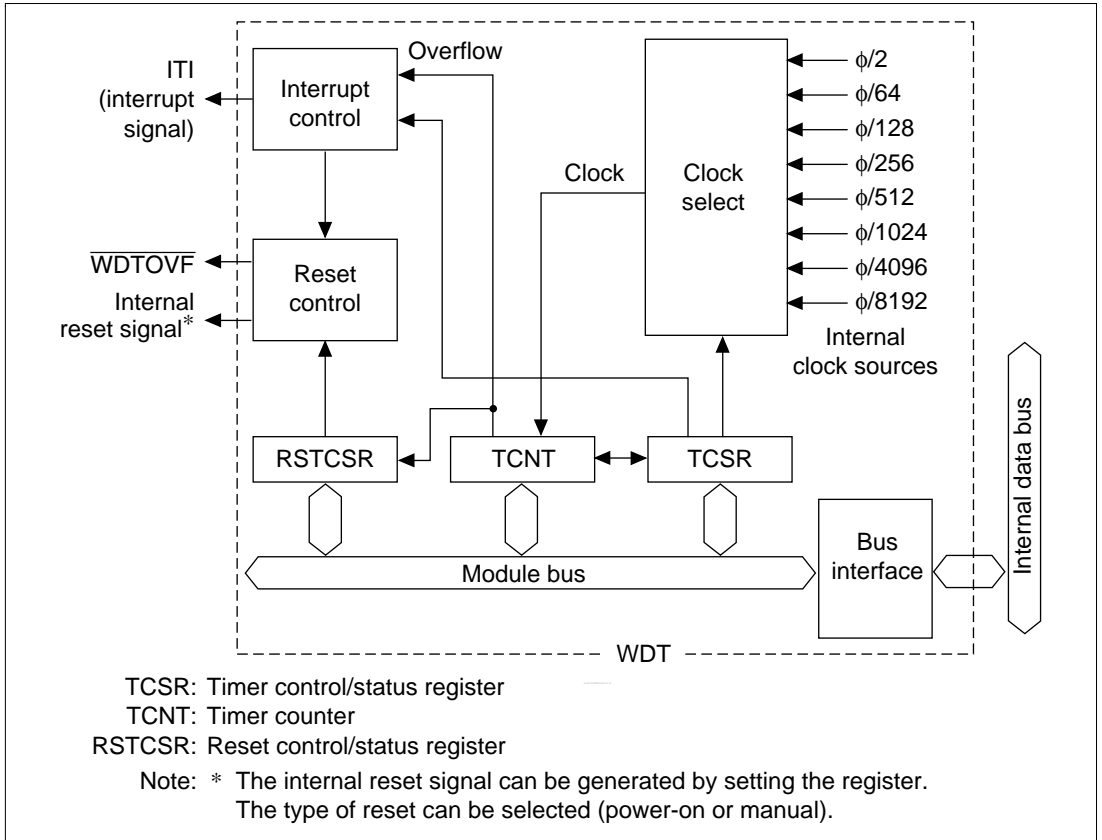 Overflow
ITI
(interrupt
signal)
Interrupt
control
Clock
Clock
select
ϕ/2
ϕ/64
ϕ/128
ϕ/256
ϕ/512
ϕ/1024
ϕ/4096
ϕ/8192
Internal
clock sources
W̅D̅T̅O̅V̅F̅
Internal
reset signal*
Reset
control
RSTCSR
TCNT
TCSR
Module bus
Bus
interface
Internal data bus
WDT
TCSR: Timer control/status register
TCNT: Timer counter
RSTCSR: Reset control/status register
Note: * The internal reset signal can be generated by setting the register.
The type of reset can be selected (power-on or manual).